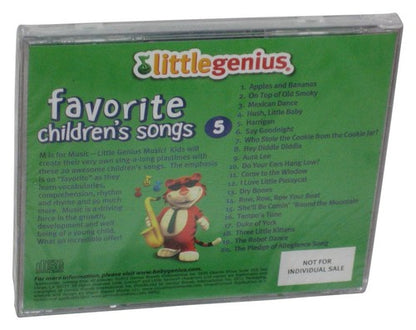 littlegenius
favorite
children's songs 5
M is for Music – Little Genius Music! Kids will
create their very own sing-a-long playtimes with
these 20 awesome children's songs. The emphasis
is on "favorite" as they
learn vocabularies,
comprehension, rhythm
and rhyme and so much
more. Music is a driving
force in the growth,
development and well-
being of a young child.
What an incredible offer!
1. Apples and Bananas
2. On Top of Old Smoky
3. Mexican Dance
4. Hush, Little Baby
5. Harrigan
6. Say Goodnight
7. Who Stole the Cookie from the Cookie Jar?
8. Hey Diddle Diddle
9. Aura Lee
10. Do Your Ears Hang Low?
11. Come to the Window
12. I Love Little Pussycat
13. Dry Bones
14. Row, Row, Row Your Boat
15. She'll Be Comin' 'Round the Mountain
16. Tartar's Tune
17. Duke of York
18. Three Little Kittens
19. The Robot Dance
20. The Pledge of Allegiance Song
NOT FOR
INDIVIDUAL SALE
For more information, please visit www.babygenius.com.